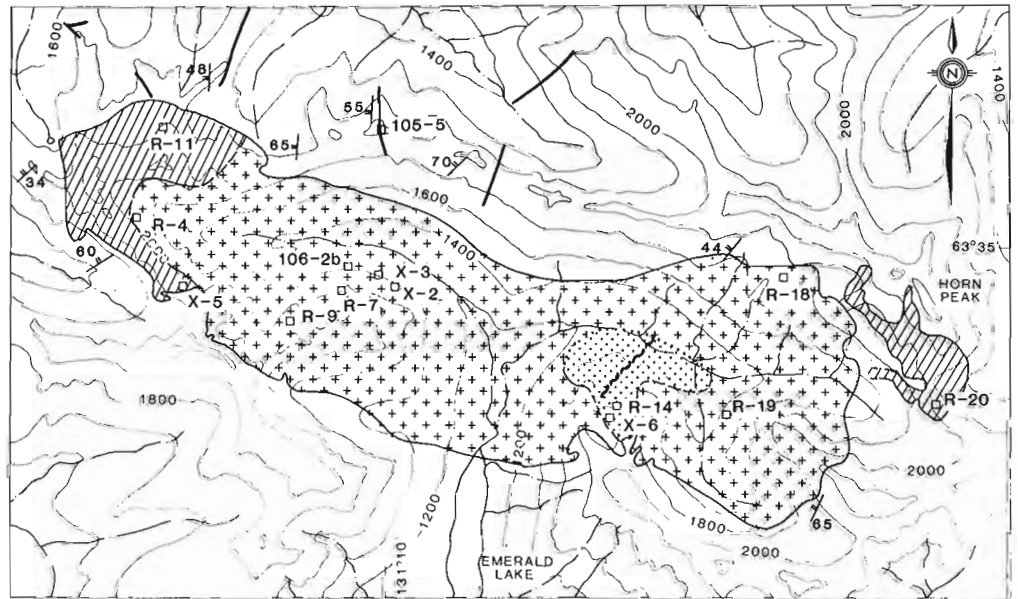 1600
48
1400
N
1400
55
105-5
2000
2000
R-11
65
70
34
1600
R-4
2000
1400
44
63°35
60
106-2b
X-3
R-18
HORN
PEAK
X-5
X-2
R-7
R-9
1800
R-14
R-19
R-20
X-6
1200
2000
1200
1800
65
2000
131°10'
EMERALD
LAKE